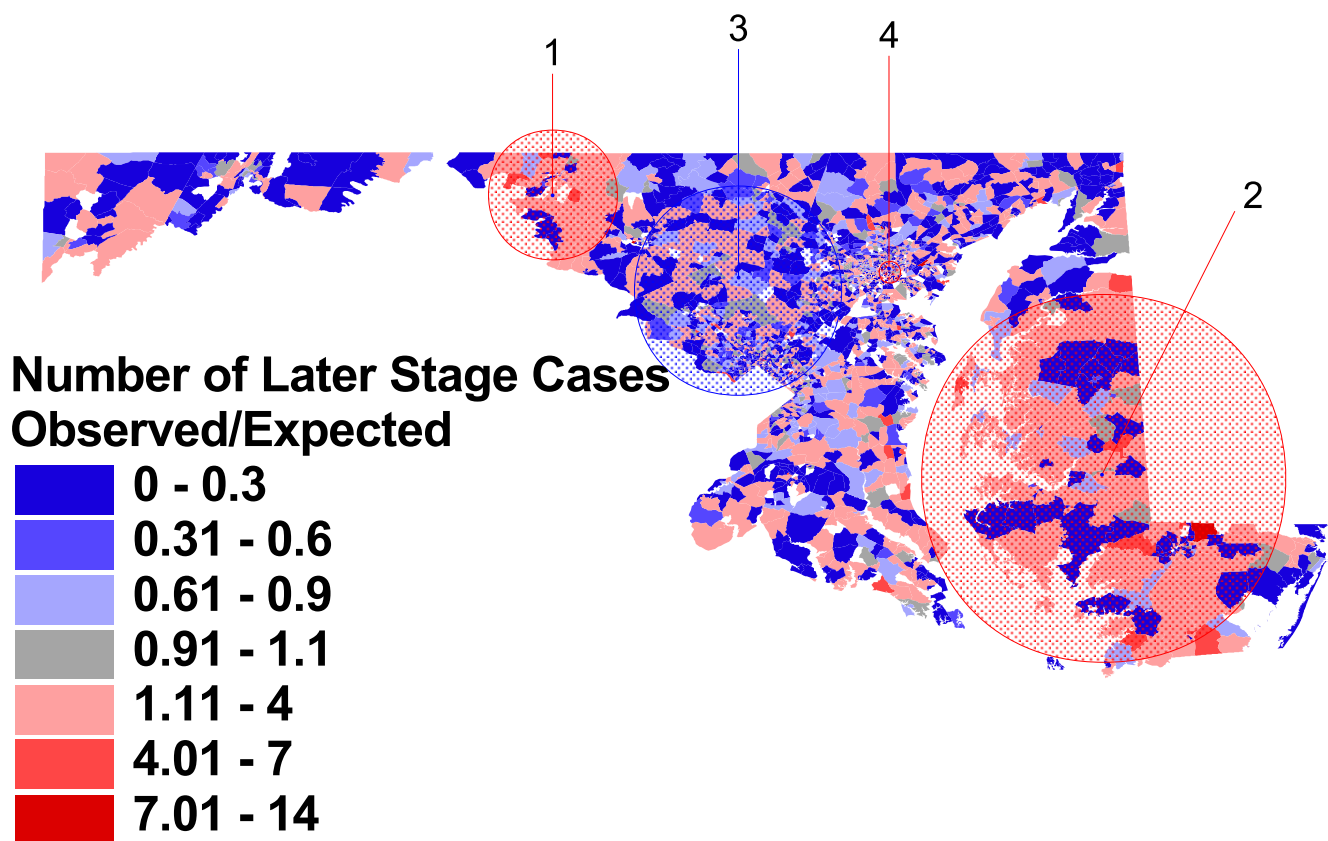 3
4
1
2
Number of Later Stage Cases
Observed/Expected
0 - 0.3
0.31 - 0.6
0.61 - 0.9
0.91 - 1.1
1.11 - 4
4.01 - 7
7.01 - 14